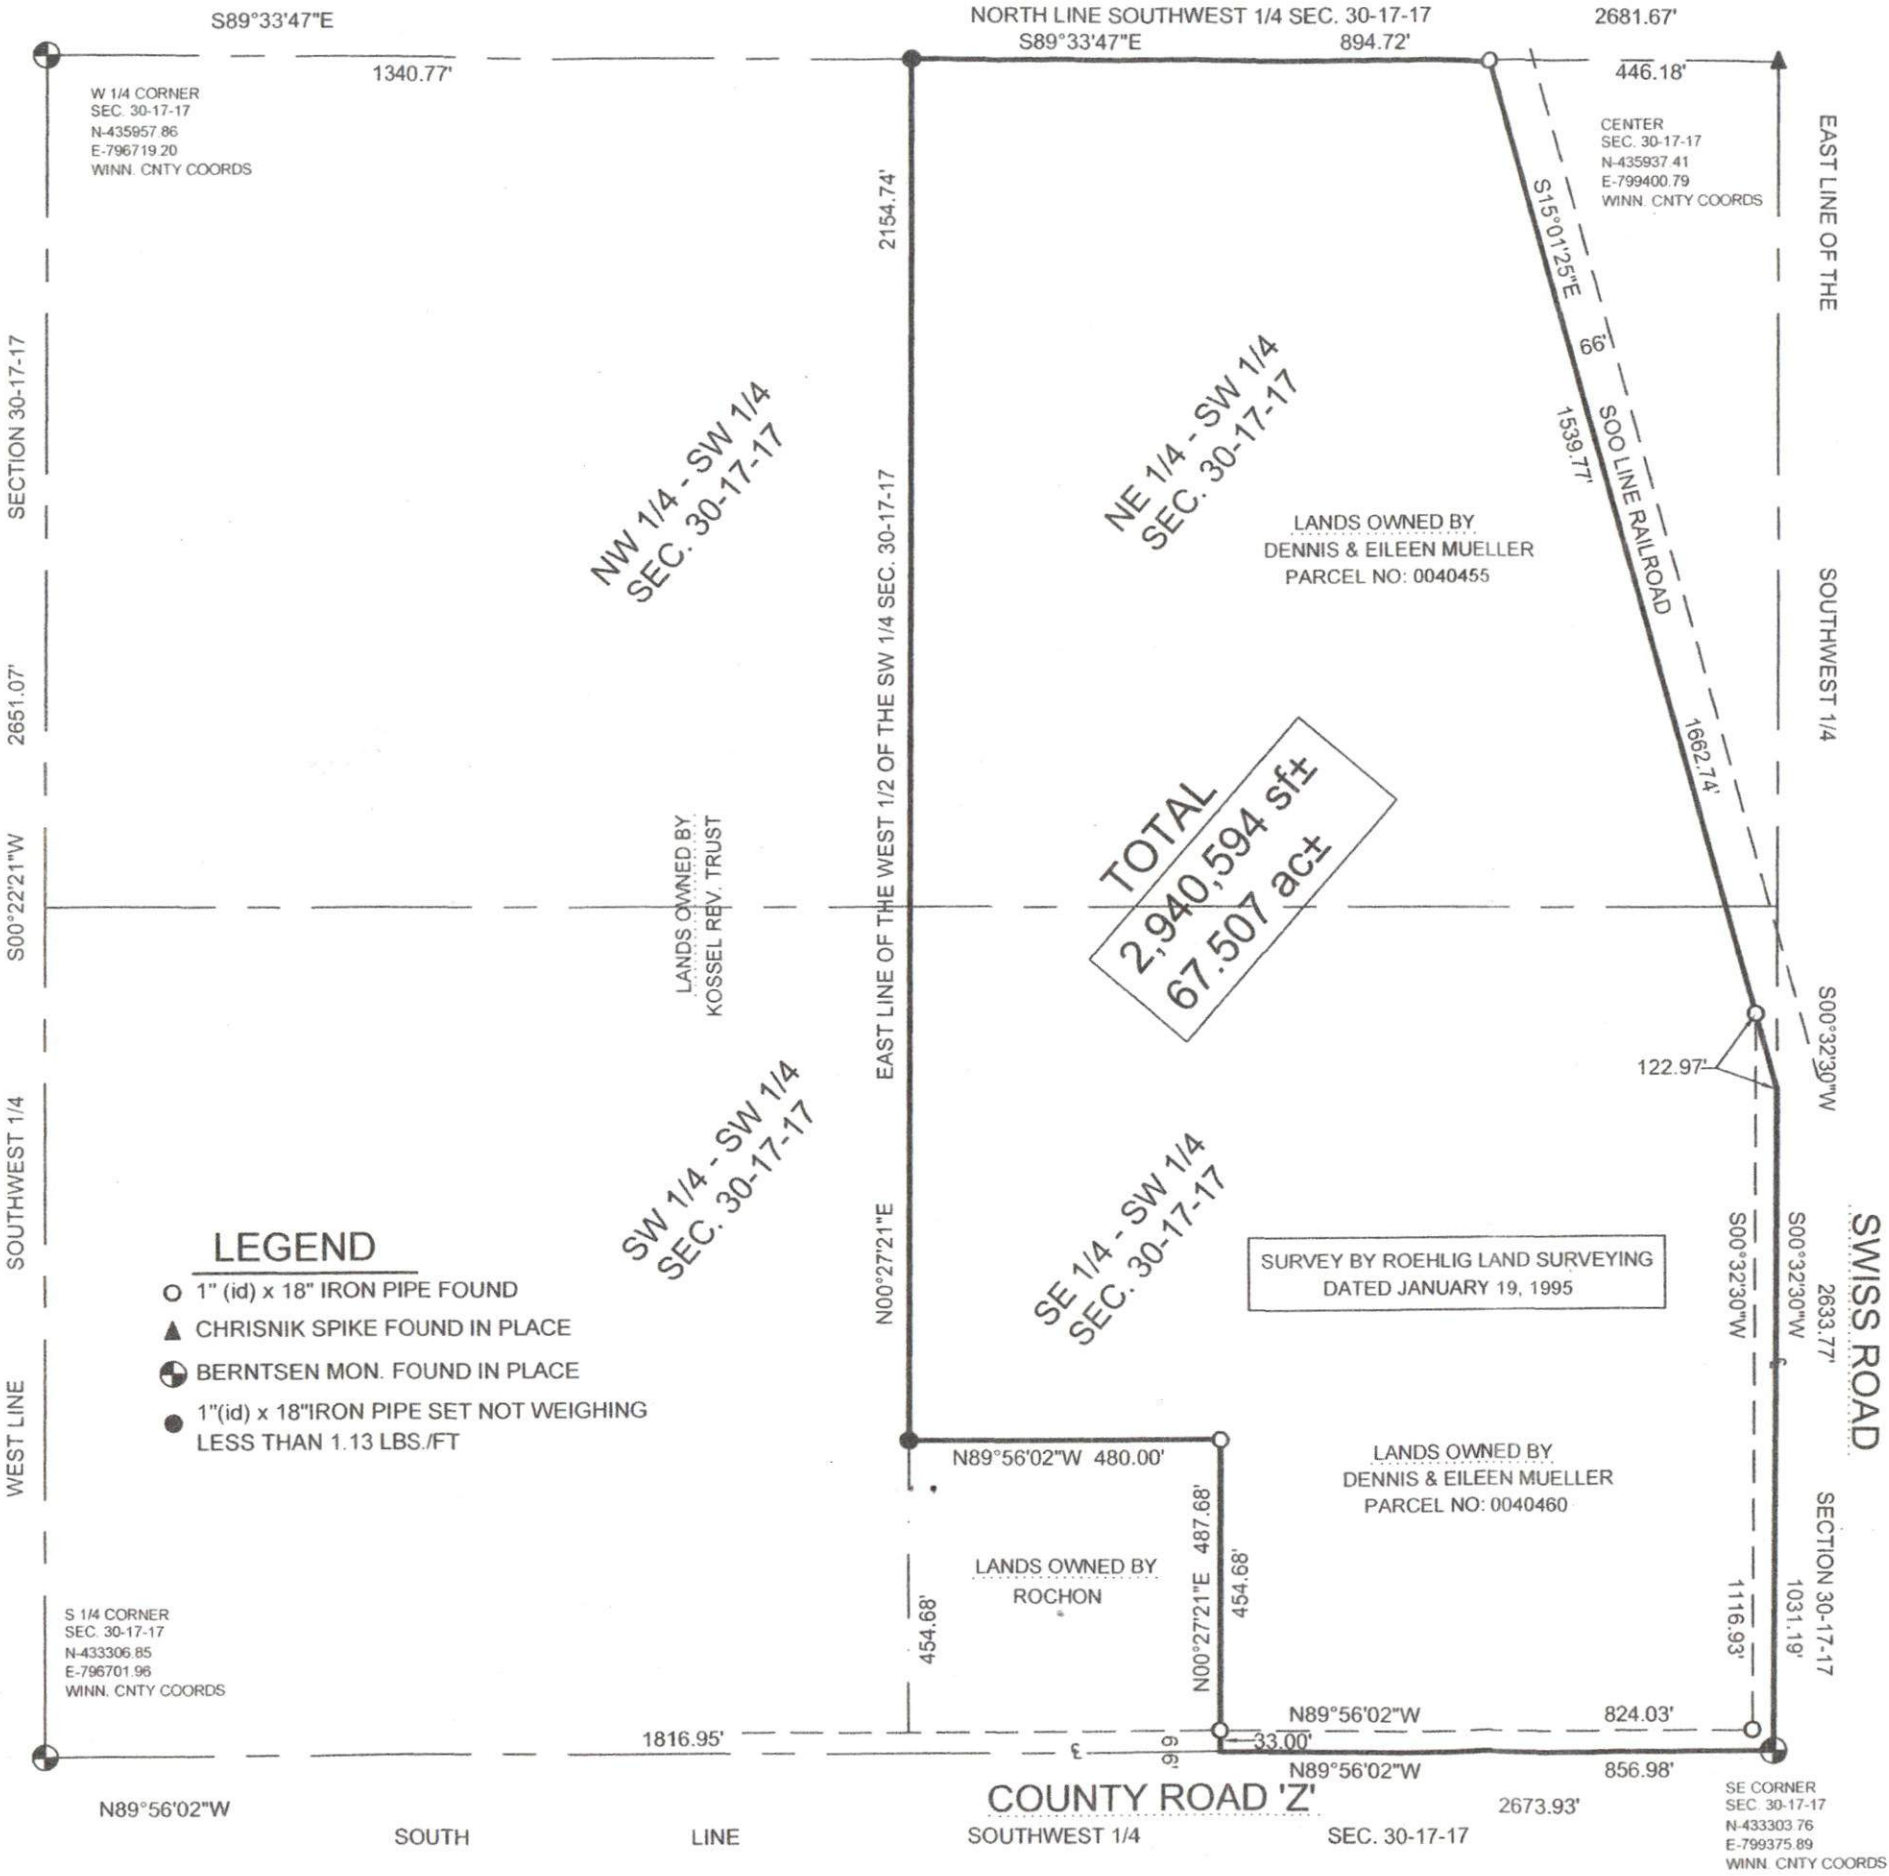 S89°33'47"E
NORTH LINE SOUTHWEST 1/4 SEC. 30-17-17
2681.67'
S89°33'47"E
894.72'
1340.77'
446.18'
W 1/4 CORNER
SEC. 30-17-17
N-435957.86
E-796719.20
WINN. CNTY COORDS
CENTER
SEC. 30-17-17
N-435937.41
E-799400.79
WINN. CNTY COORDS
EAST LINE OF THE
SOUTHWEST 1/4
S00°32'30"W
2633.77'
SECTION 30-17-17
SWISS ROAD
2154.74'
EAST LINE OF THE WEST 1/2 OF THE SW 1/4 SEC. 30-17-17
N00°27'21"E
S15°01'25"E
66'
1539.77'
SOO LINE RAILROAD
1662.74'
SECTION 30-17-17
2651.07'
S00°22'21"W
SOUTHWEST 1/4
WEST LINE
NW 1/4 - SW 1/4
SEC. 30-17-17
NE 1/4 - SW 1/4
SEC. 30-17-17
LANDS OWNED BY
DENNIS & EILEEN MUELLER
PARCEL NO: 0040455
TOTAL
2,940,594 sf±
67.507 ac±
LANDS OWNED BY
KOSSEL REV. TRUST
122.97'
SW 1/4 - SW 1/4
SEC. 30-17-17
SE 1/4 - SW 1/4
SEC. 30-17-17
S00°32'30"W
S00°32'30"W
SURVEY BY ROEHLIG LAND SURVEYING
DATED JANUARY 19, 1995
LEGEND
1" (id) x 18" IRON PIPE FOUND
CHRISNIK SPIKE FOUND IN PLACE
BERNTSEN MON. FOUND IN PLACE
1"(id) x 18"IRON PIPE SET NOT WEIGHING
LESS THAN 1.13 LBS./FT
N89°56'02"W 480.00'
LANDS OWNED BY
DENNIS & EILEEN MUELLER
PARCEL NO: 0040460
N00°27'21"E 487.68'
454.68'
LANDS OWNED BY
ROCHON
454.68'
1116.93'
1031.19'
S 1/4 CORNER
SEC. 30-17-17
N-433306.85
E-796701.96
WINN. CNTY COORDS
N89°56'02"W
824.03'
1816.95'
66'
33.00'
N89°56'02"W
856.98'
COUNTY ROAD 'Z'
SE CORNER
SEC. 30-17-17
N-433303.76
E-799375.89
WINN CNTY COORDS
N89°56'02"W
2673.93'
SOUTH LINE SOUTHWEST 1/4 SEC. 30-17-17